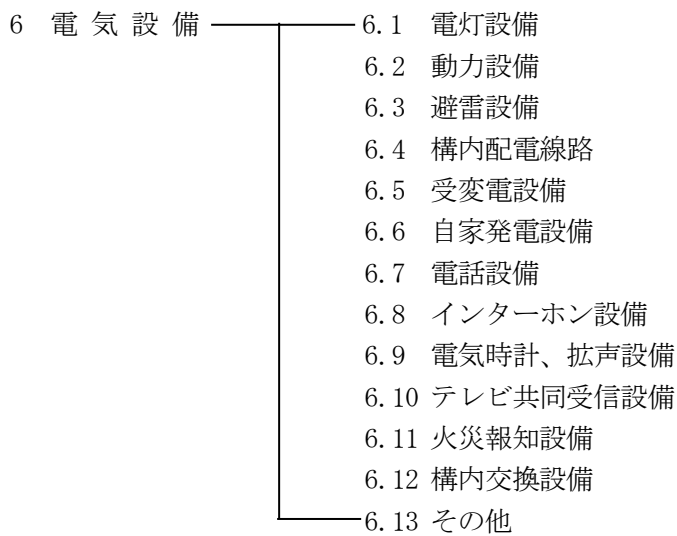 6 電気設備 6.1 電灯設備
6.2 動力設備
6.3 避雷設備
6.4 構内配電線路
6.5 受変電設備
6.6 自家発電設備
6.7 電話設備
6.8 インターホン設備
6.9 電気時計、拡声設備
6.10 テレビ共同受信設備
6.11 火災報知設備
6.12 構内交換設備
6.13 その他